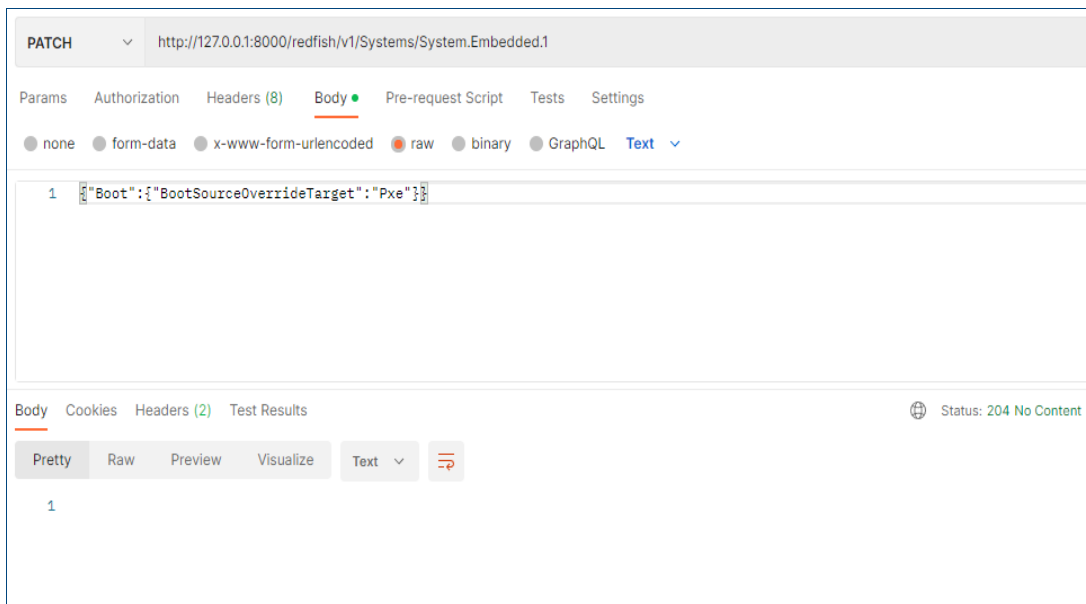 PATCH http://127.0.0.1:8000/redfish/v1/Systems/System.Embedded.1
Params Authorization Headers (8) Body Pre-request Script Tests Settings
none form-data x-www-form-urlencoded raw binary GraphQL Text
1 {"Boot":{"BootSourceOverrideTarget":"Pxe"}}
Body Cookies Headers (2) Test Results Status: 204 No Content
Pretty Raw Preview Visualize Text
1